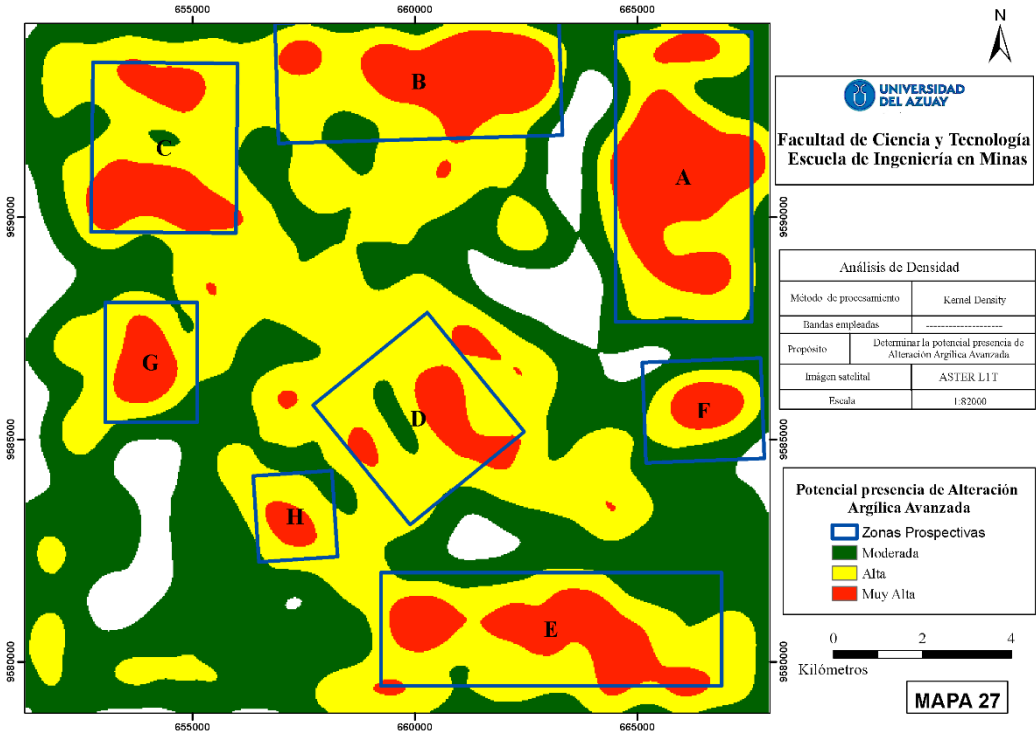 655000
660000
665000
N
9590000
9585000
9580000
9590000
9585000
9580000
A
B
C
D
E
F
G
H
655000
660000
665000
UNIVERSIDAD
DEL AZUAY
Facultad de Ciencia y Tecnología
Escuela de Ingeniería en Minas
Análisis de Densidad
Método de procesamiento Kernel Density
Bandas empleadas --------------------
Propósito Determinar la potencial presencia de
Alteración Argílica Avanzada
Imágen satelital ASTER L1T
Escala 1:82000
Potencial presencia de Alteración
Argílica Avanzada
Zonas Prospectivas
Moderada
Alta
Muy Alta
0 2 4
Kilómetros
MAPA 27